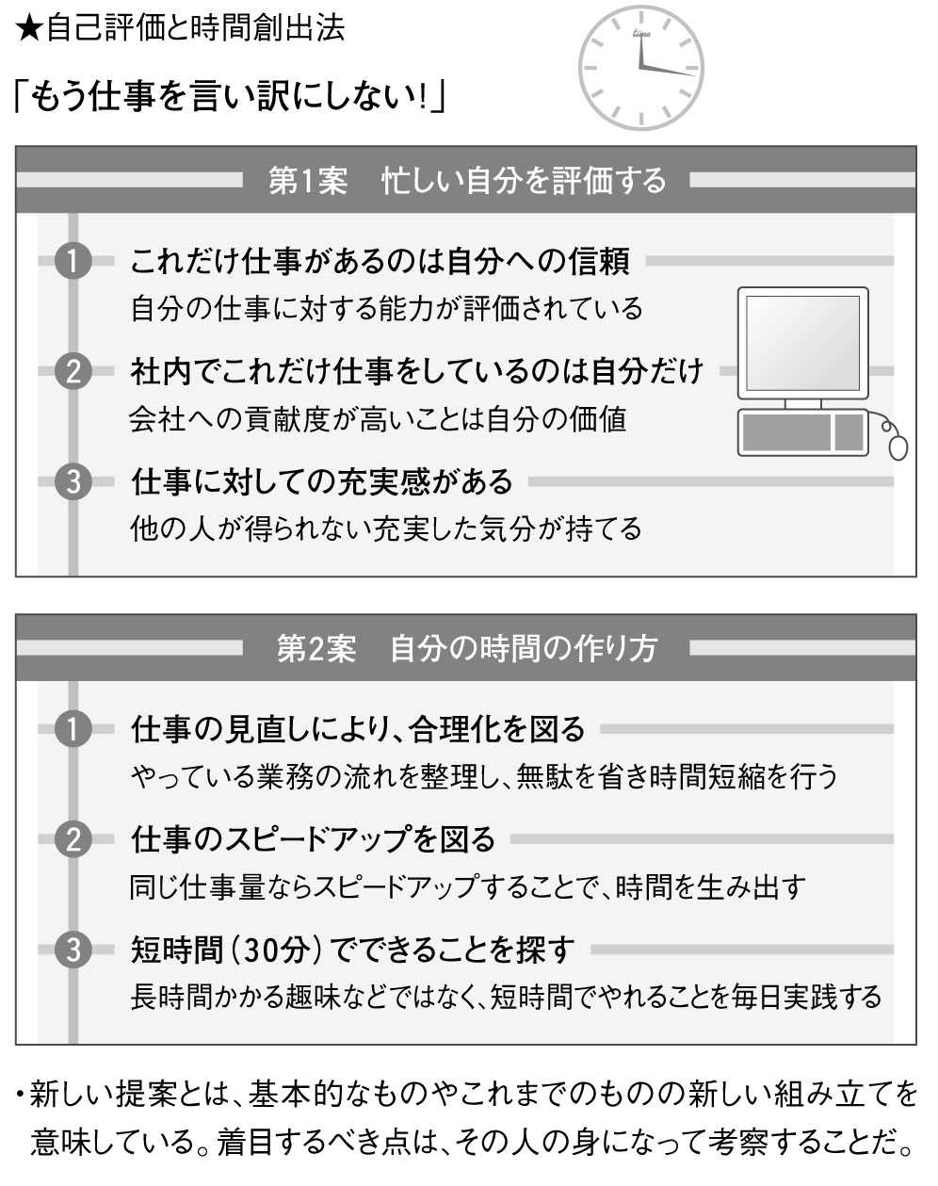 ★自己評価と時間創出法
time
「もう仕事を言い訳にしない!」
第1案　忙しい自分を評価する
1 これだけ仕事があるのは自分への信頼
自分の仕事に対する能力が評価されている
2 社内でこれだけ仕事をしているのは自分だけ
会社への貢献度が高いことは自分の価値
3 仕事に対しての充実感がある
他の人が得られない充実した気分が持てる
第2案　自分の時間の作り方
1 仕事の見直しにより、合理化を図る
やっている業務の流れを整理し、無駄を省き時間短縮を行う
2 仕事のスピードアップを図る
同じ仕事量ならスピードアップすることで、時間を生み出す
3 短時間（30分）でできることを探す
長時間かかる趣味などではなく、短時間でやれることを毎日実践する
・新しい提案とは、基本的なものやこれまでのものの新しい組み立てを
意味している。着目するべき点は、その人の身になって考察することだ。